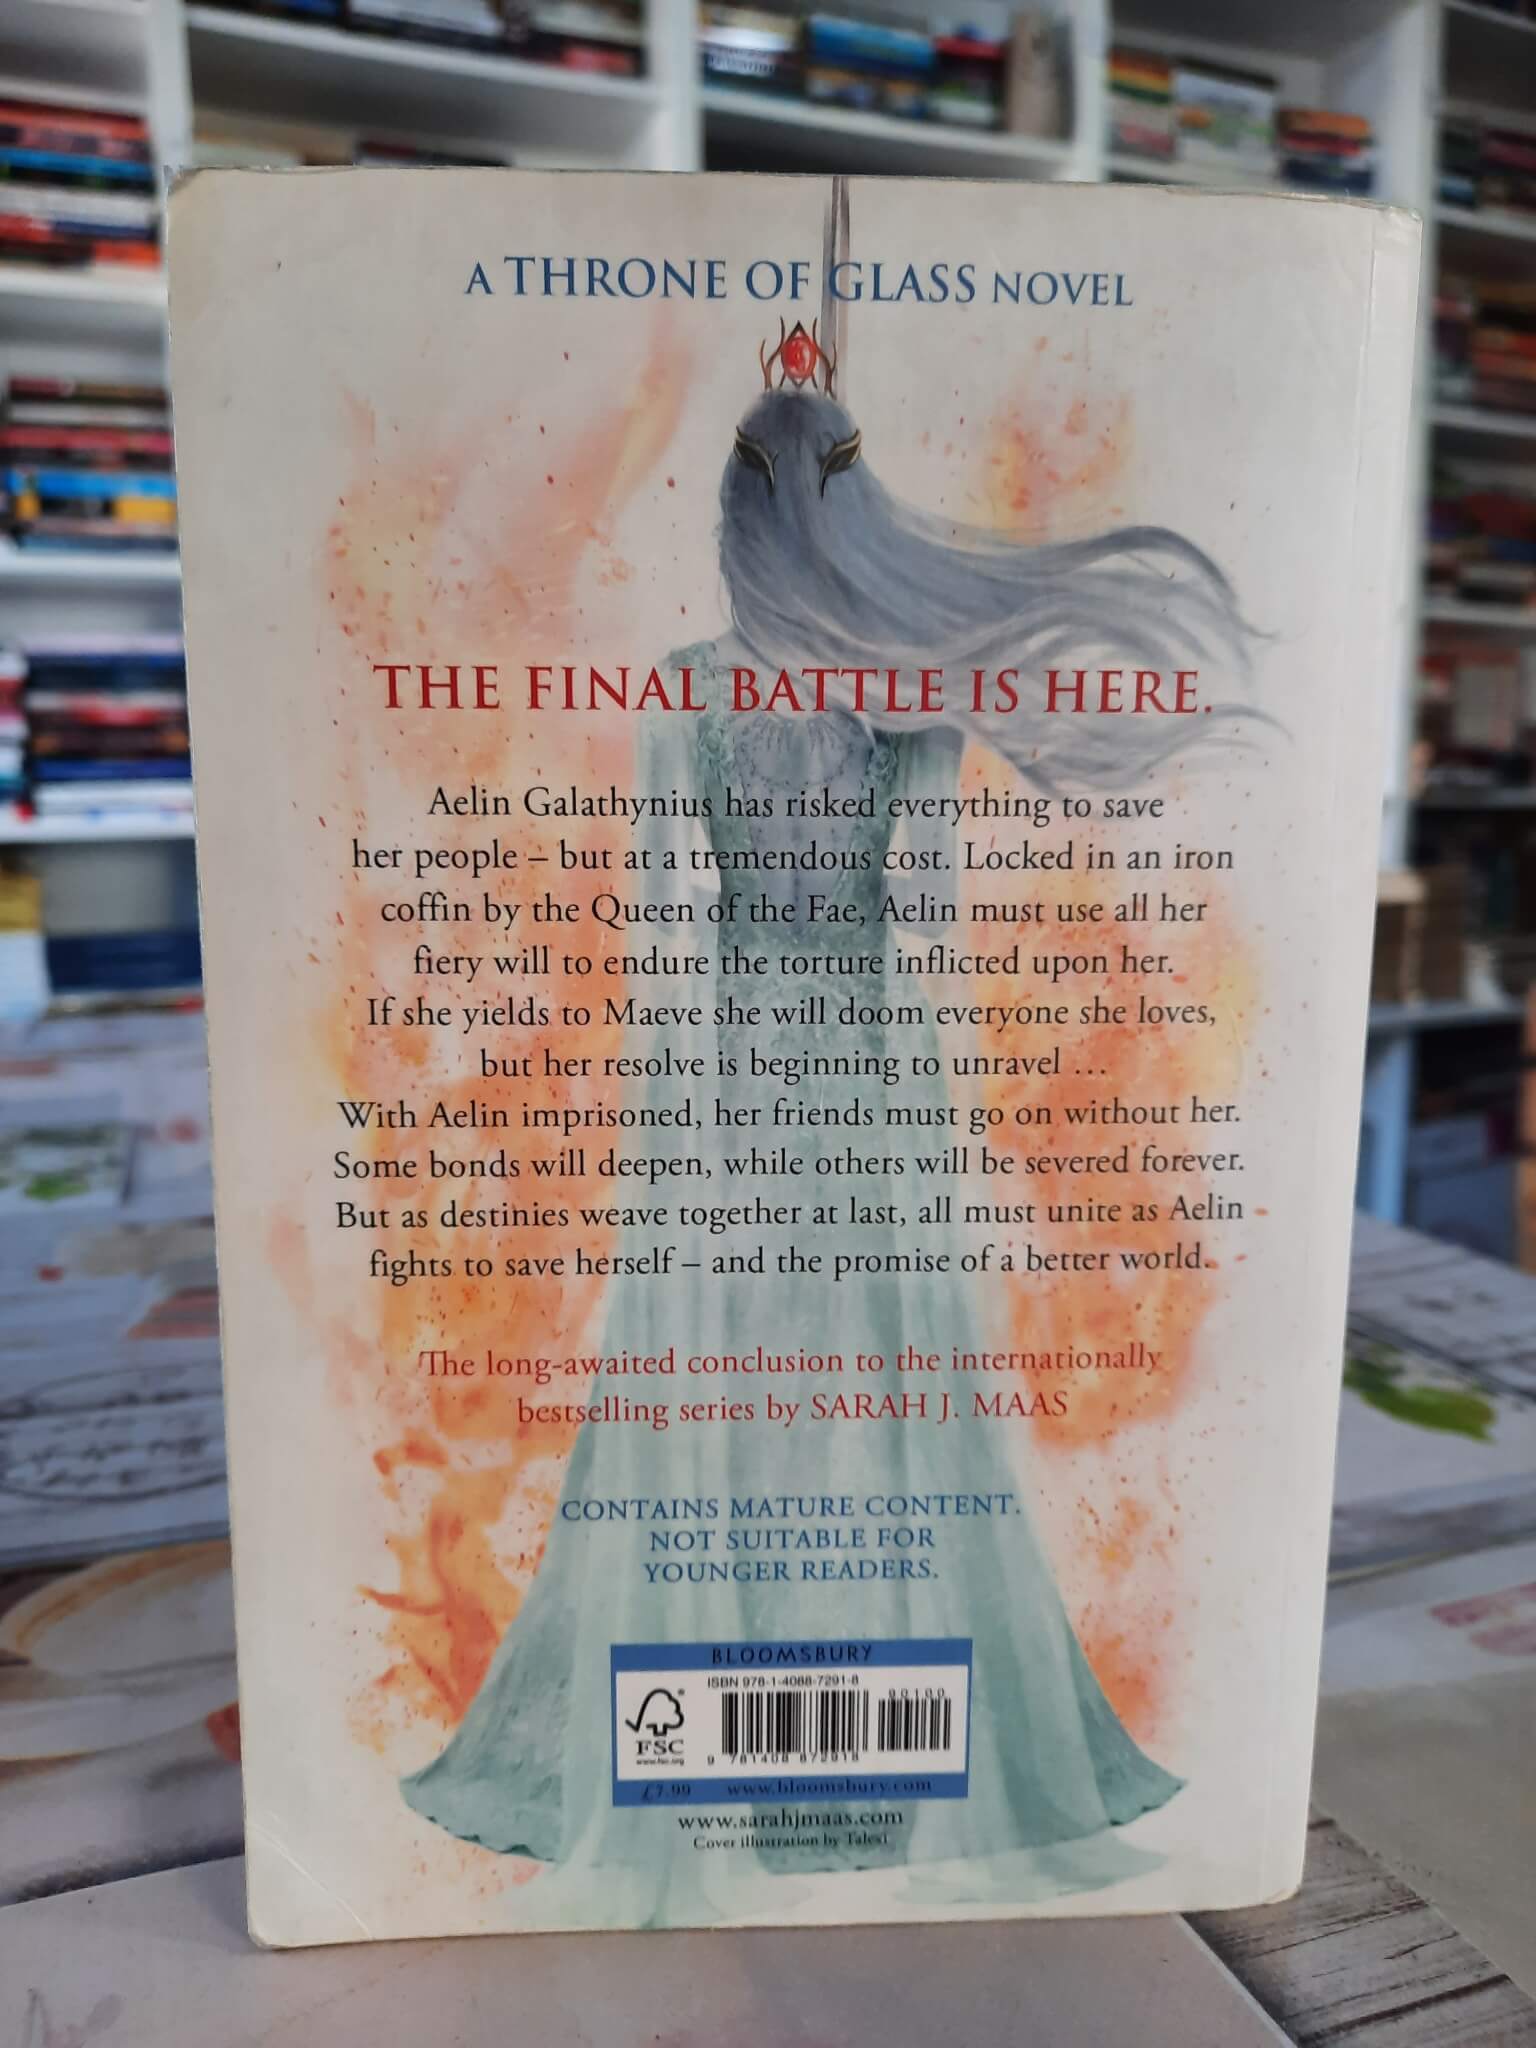 A THRONE OF GLASS NOVEL
THE FINAL BATTLE IS HERE.
Aelin Galathynius has risked everything to save
her people – but at a tremendous cost. Locked in an iron
coffin by the Queen of the Fae, Aelin must use all her
fiery will to endure the torture inflicted upon her.
If she yields to Maeve she will doom everyone she loves,
but her resolve is beginning to unravel ...
With Aelin imprisoned, her friends must go on without her.
Some bonds will deepen, while others will be severed forever.
But as destinies weave together at last, all must unite as Aelin
fights to save herself – and the promise of a better world.
The long-awaited conclusion to the internationally
bestselling series by SARAH J. MAAS
CONTAINS MATURE CONTENT.
NOT SUITABLE FOR
YOUNGER READERS.
BLOOMSBURY
ISBN 978-1-4088-7291-8
00100
FSC
www.fsc.org
9 781408 872918
£7.99 www.bloomsbury.com
www.sarahjmaas.com
Cover illustration by Talexi